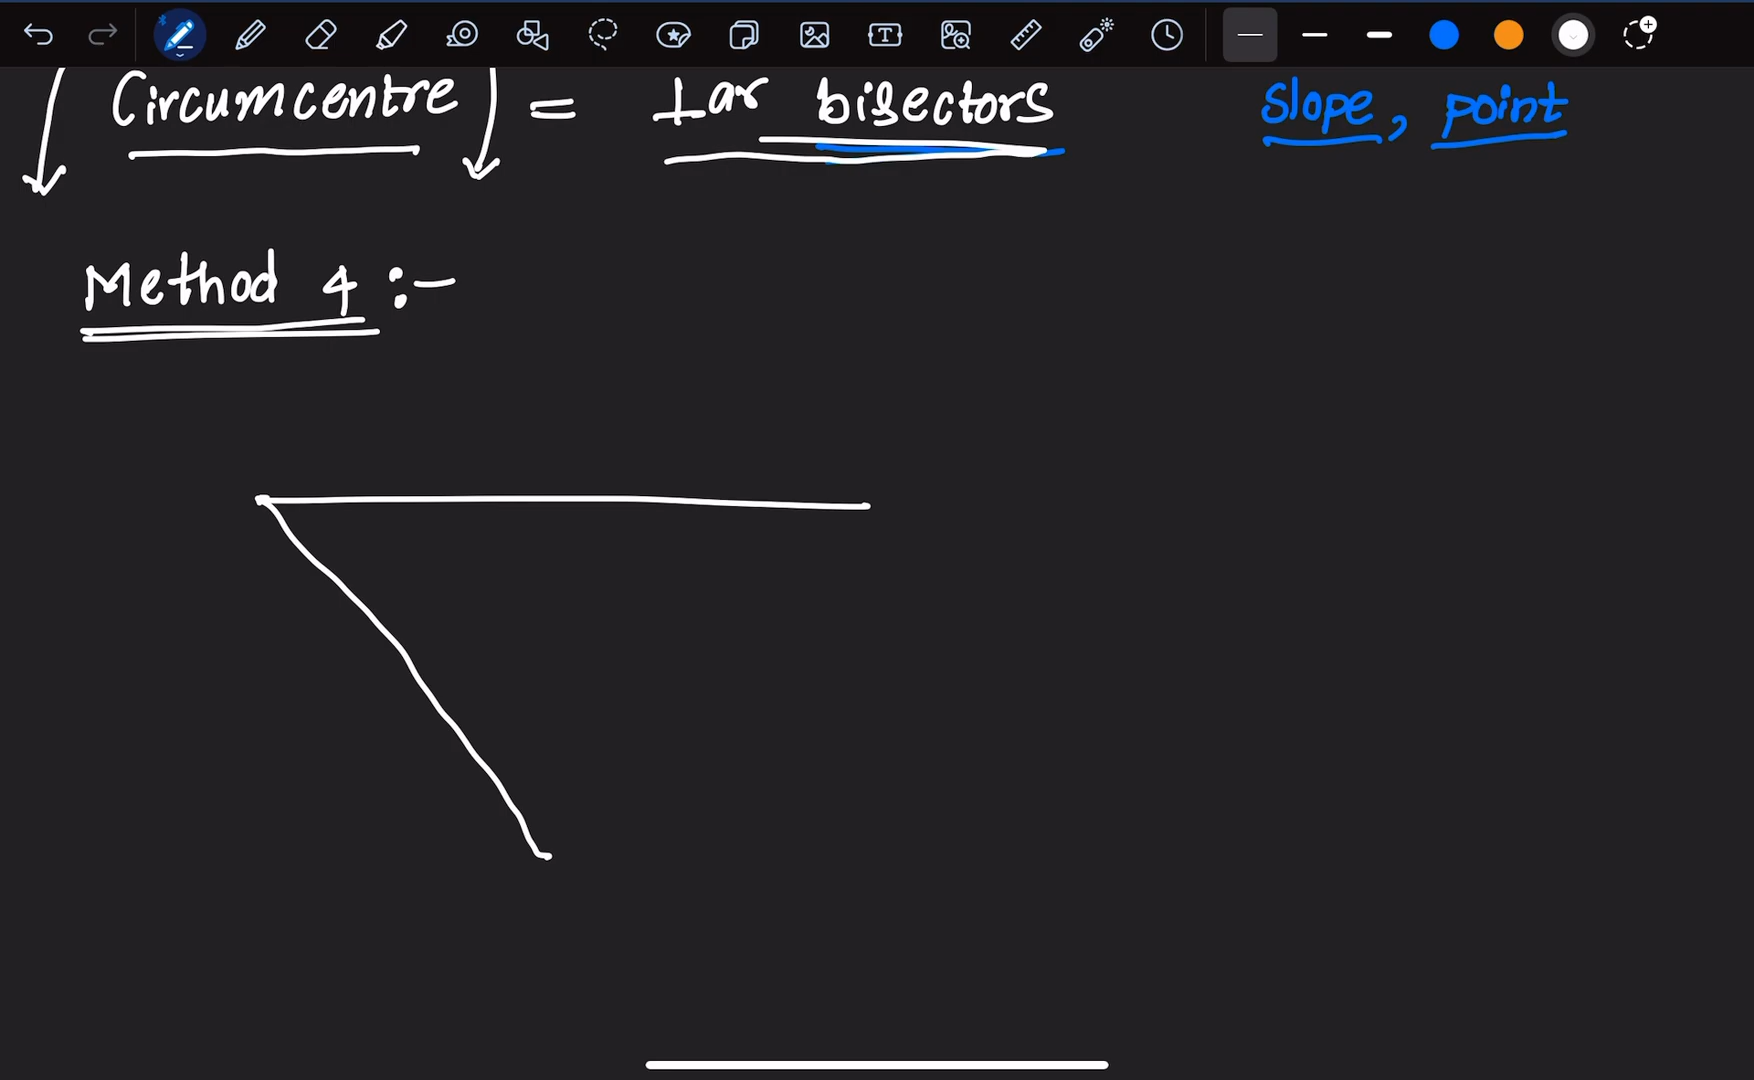 Circumcentre = ⊥ar bisectors slope, point
Method 4 :-